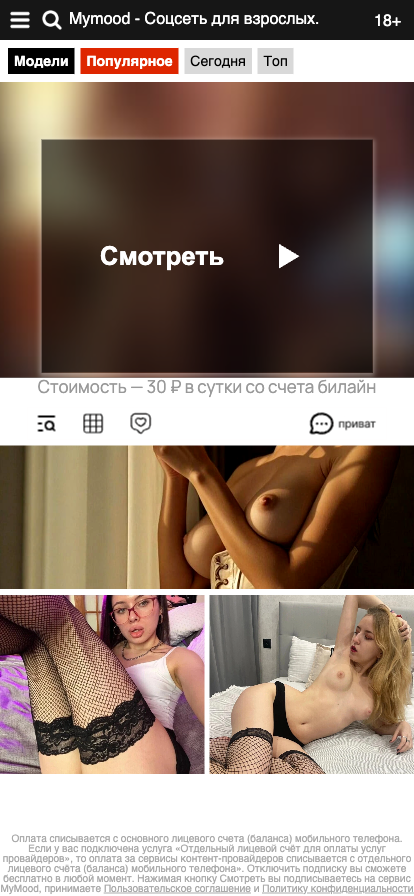 Mymood - Соцсеть для взрослых.
18+
Модели
Популярное
Сегодня
Топ
Смотреть
Стоимость — 30 ₽ в сутки со счета билайн
приват
Оплата списывается с основного лицевого счета (баланса) мобильного телефона.
Если у вас подключена услуга «Отдельный лицевой счёт для оплаты услуг
провайдеров», то оплата за сервисы контент-провайдеров списывается с отдельного
лицевого счёта (баланса) мобильного телефона». Отключить подписку вы сможете
бесплатно в любой момент. Нажимая кнопку Смотреть вы подписываетесь на сервис
MyMood, принимаете Пользовательское соглашение и Политику конфиденциальности